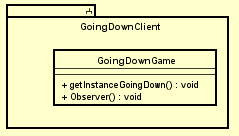 GoingDownClient
GoingDownGame
+ getInstanceGoingDown() : void
+ Observer() : void